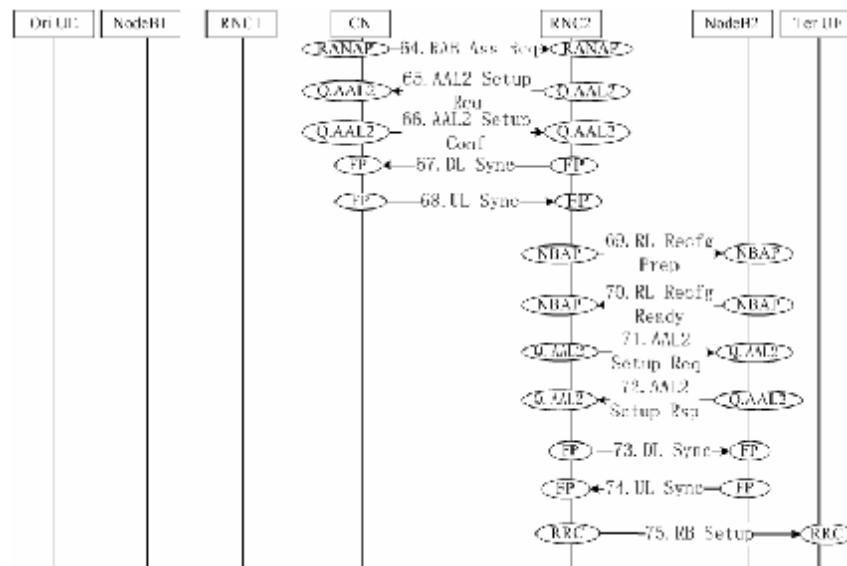 Ori UE NodeB1 RNC1 CN RNC2 NodeB2 Ter UE
RANAP 64. RAB Ass Req RANAP
65. AAL2 Setup
Q.AAL2 Req Q.AAL2
66. AAL2 Setup
Q.AAL2 Conf Q.AAL2
FP 67. DL Sync FP
FP 68. UL Sync FP
69. RL Recfg
NBAP Prep NBAP
70. RL Recfg
NBAP Ready NBAP
71. AAL2
Q.AAL2 Setup Req Q.AAL2
72. AAL2
Q.AAL2 Setup Rsp Q.AAL2
FP 73. DL Sync FP
FP 74. UL Sync FP
RRC 75. RB Setup RRC